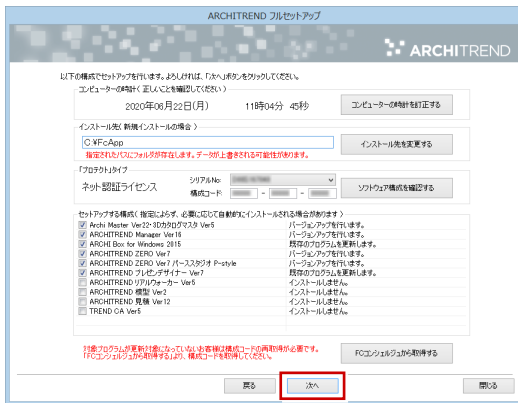 ARCHITREND フルセットアップ
ARCHITREND
以下の構成でセットアップを行います。よろしければ、「次へ」ボタンをクリックしてください。
コンピューターの時計（ 正しいことを確認してください ）
2020年06月22日(月) 11時04分 45秒
コンピューターの時計を訂正する
インストール先（ 新規インストールの場合 ）
C:¥FcApp
インストール先を変更する
指定されたパスにフォルダが存在します。データが上書きされる可能性があります。
「プロテクト」タイプ
ネット認証ライセンス
シリアルNo:
構成コード: - -
ソフトウェア構成を確認する
セットアップする構成（ 指定によらず、必要に応じて自動的にインストールされる場合があります ）
Archi Master Ver22・3Dカタログマスタ Ver6 バージョンアップを行います。
ARCHITREND Manager Ver16 バージョンアップを行います。
ARCHI Box for Windows 2015 既存のプログラムを更新します。
ARCHITREND ZERO Ver7 バージョンアップを行います。
ARCHITREND ZERO Ver7 パーススタジオ P-style バージョンアップを行います。
ARCHITREND プレゼンデザイナー Ver7 既存のプログラムを更新します。
ARCHITREND リアルウォーカー Ver6 インストールしません。
ARCHITREND 模型 Ver2 インストールしません。
ARCHITREND 見積 Ver12 インストールしません。
TREND CA Ver5 インストールしません。
対象プログラムが更新対象になっていないお客様は構成コードの再取得が必要です。
「FCコンシェルジュから取得する」より、構成コードを取得してください。
FCコンシェルジュから取得する
戻る 次へ 閉じる